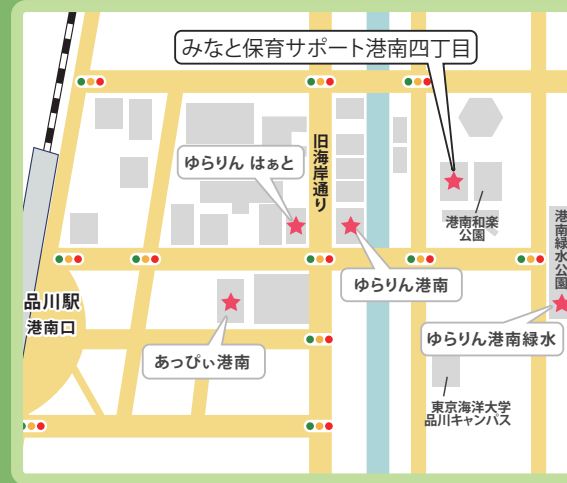 みなと保育サポート港南四丁目
旧海岸通り
ゆらりん はぁと
港南和楽
公園
港南緑水公園
ゆらりん港南
品川駅
港南口
ゆらりん港南緑水
あっぴぃ港南
東京海洋大学
品川キャンパス